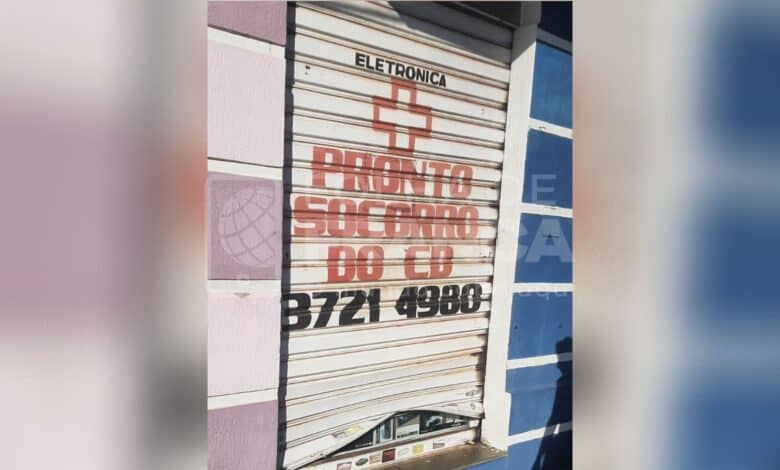 ELETRONICA
PRONTO
SOCORRO
DO CD
3721 4980